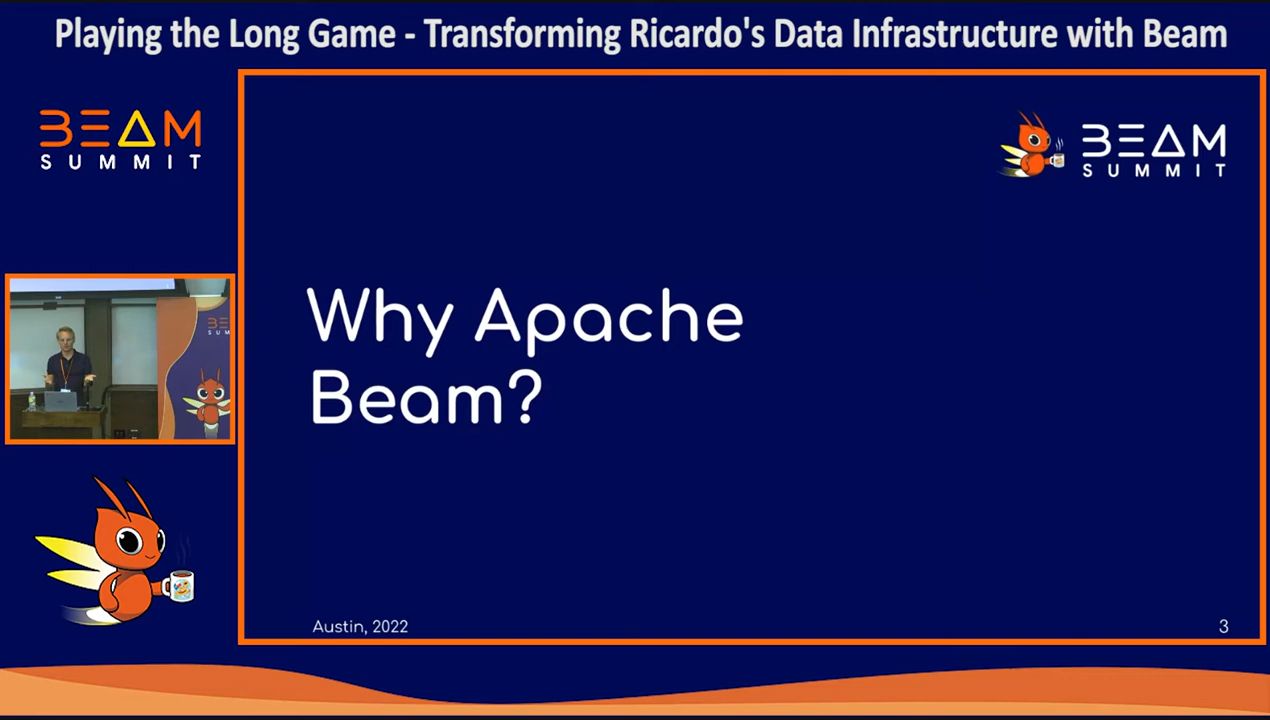 Playing the Long Game - Transforming Ricardo's Data Infrastructure with Beam
BEAM
SUMMIT
BEAM
SUMMIT
Why Apache
Beam?
Austin, 2022
3